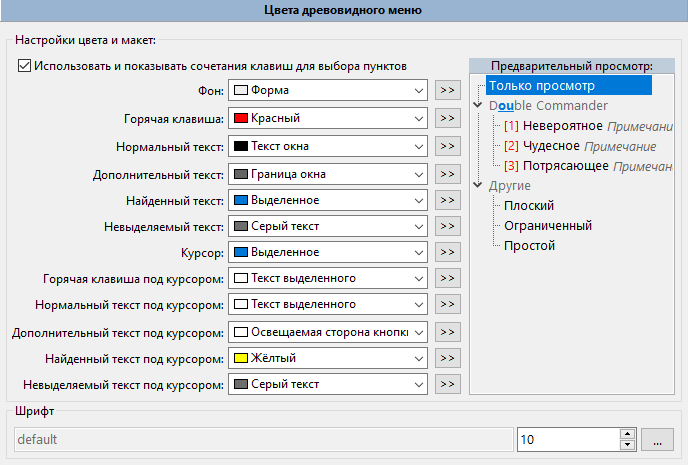 Цвета древовидного меню
Настройки цвета и макет:
Использовать и показывать сочетания клавиш для выбора пунктов
Фон: Форма >>
Горячая клавиша: Красный >>
Нормальный текст: Текст окна >>
Дополнительный текст: Граница окна >>
Найденный текст: Выделенное >>
Невыделяемый текст: Серый текст >>
Курсор: Выделенное >>
Горячая клавиша под курсором: Текст выделенного >>
Нормальный текст под курсором: Текст выделенного >>
Дополнительный текст под курсором: Освещаемая сторона кнопки >>
Найденный текст под курсором: Жёлтый >>
Невыделяемый текст под курсором: Серый текст >>
Предварительный просмотр:
Только просмотр
Double Commander
[1] Невероятное Примечани
[2] Чудесное Примечание
[3] Потрясающее Примечан
Другие
Плоский
Ограниченный
Простой
Шрифт
default 10 ...